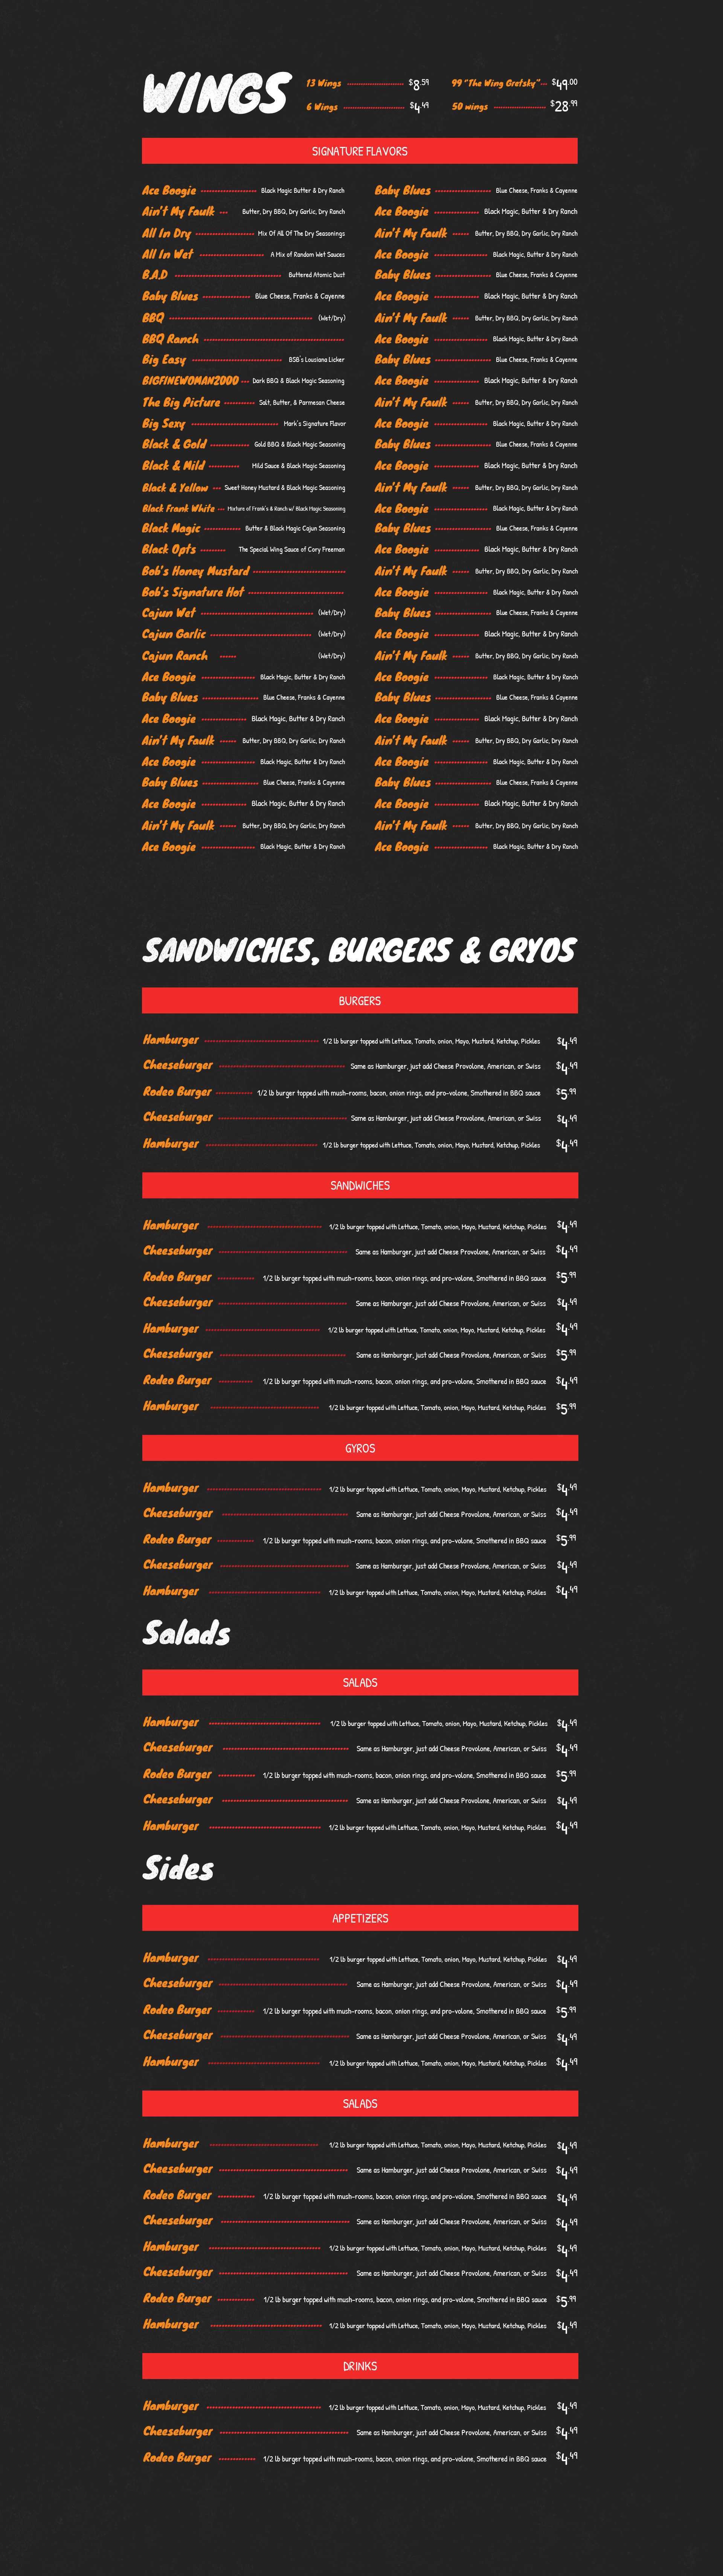 WINGS
13 Wings $8.59
99 "The Wing Gretsky" $49.00
6 Wings $4.49
50 wings $28.99
SIGNATURE FLAVORS
Ace Boogie Black Magic Butter & Dry Ranch
Ain't My Faulk Butter, Dry BBQ, Dry Garlic, Dry Ranch
All In Dry Mix Of All Of The Dry Seasonings
All In Wet A Mix of Random Wet Sauces
B.A.D Buttered Atomic Dust
Baby Blues Blue Cheese, Franks & Cayenne
BBQ (Wet/Dry)
BBQ Ranch
Big Easy BSB's Lousiana Licker
BIGFINEWOMAN2000 Dark BBQ & Black Magic Seasoning
The Big Picture Salt, Butter, & Parmesan Cheese
Big Sexy Mark's Signature Flavor
Black & Gold Gold BBQ & Black Magic Seasoning
Black & Mild Mild Sauce & Black Magic Seasoning
Black & Yellow Sweet Honey Mustard & Black Magic Seasoning
Black Frank White Mixture of Frank's & Ranch w/ Black Magic Seasoning
Black Magic Butter & Black Magic Cajun Seasoning
Black Opts The Special Wing Sauce of Cory Freeman
Bob's Honey Mustard
Bob's Signature Hot
Cajun Wet (Wet/Dry)
Cajun Garlic (Wet/Dry)
Cajun Ranch (Wet/Dry)
Ace Boogie Black Magic, Butter & Dry Ranch
Baby Blues Blue Cheese, Franks & Cayenne
Ace Boogie Black Magic, Butter & Dry Ranch
Ain't My Faulk Butter, Dry BBQ, Dry Garlic, Dry Ranch
Ace Boogie Black Magic, Butter & Dry Ranch
Baby Blues Blue Cheese, Franks & Cayenne
Ace Boogie Black Magic, Butter & Dry Ranch
Ain't My Faulk Butter, Dry BBQ, Dry Garlic, Dry Ranch
Ace Boogie Black Magic, Butter & Dry Ranch
Baby Blues Blue Cheese, Franks & Cayenne
Ace Boogie Black Magic, Butter & Dry Ranch
Ain't My Faulk Butter, Dry BBQ, Dry Garlic, Dry Ranch
Ace Boogie Black Magic, Butter & Dry Ranch
Baby Blues Blue Cheese, Franks & Cayenne
Ace Boogie Black Magic, Butter & Dry Ranch
Ain't My Faulk Butter, Dry BBQ, Dry Garlic, Dry Ranch
Ace Boogie Black Magic, Butter & Dry Ranch
Baby Blues Blue Cheese, Franks & Cayenne
Ace Boogie Black Magic, Butter & Dry Ranch
Ain't My Faulk Butter, Dry BBQ, Dry Garlic, Dry Ranch
Ace Boogie Black Magic, Butter & Dry Ranch
Baby Blues Blue Cheese, Franks & Cayenne
Ace Boogie Black Magic, Butter & Dry Ranch
Ain't My Faulk Butter, Dry BBQ, Dry Garlic, Dry Ranch
Ace Boogie Black Magic, Butter & Dry Ranch
Baby Blues Blue Cheese, Franks & Cayenne
Ace Boogie Black Magic, Butter & Dry Ranch
Ain't My Faulk Butter, Dry BBQ, Dry Garlic, Dry Ranch
Ace Boogie Black Magic, Butter & Dry Ranch
Baby Blues Blue Cheese, Franks & Cayenne
Ace Boogie Black Magic, Butter & Dry Ranch
Ain't My Faulk Butter, Dry BBQ, Dry Garlic, Dry Ranch
Ace Boogie Black Magic, Butter & Dry Ranch
Baby Blues Blue Cheese, Franks & Cayenne
Ace Boogie Black Magic, Butter & Dry Ranch
Ain't My Faulk Butter, Dry BBQ, Dry Garlic, Dry Ranch
Ace Boogie Black Magic, Butter & Dry Ranch
Baby Blues Blue Cheese, Franks & Cayenne
Ace Boogie Black Magic, Butter & Dry Ranch
Ain't My Faulk Butter, Dry BBQ, Dry Garlic, Dry Ranch
Ace Boogie Black Magic, Butter & Dry Ranch
SANDWICHES, BURGERS & GRYOS
BURGERS
Hamburger 1/2 lb burger topped with Lettuce, Tomato, onion, Mayo, Mustard, Ketchup, Pickles $4.49
Cheeseburger Same as Hamburger, just add Cheese Provolone, American, or Swiss $4.49
Rodeo Burger 1/2 lb burger topped with mush-rooms, bacon, onion rings, and pro-volone, Smothered in BBQ sauce $5.99
Cheeseburger Same as Hamburger, just add Cheese Provolone, American, or Swiss $4.49
Hamburger 1/2 lb burger topped with Lettuce, Tomato, onion, Mayo, Mustard, Ketchup, Pickles $4.49
SANDWICHES
Hamburger 1/2 lb burger topped with Lettuce, Tomato, onion, Mayo, Mustard, Ketchup, Pickles $4.49
Cheeseburger Same as Hamburger, just add Cheese Provolone, American, or Swiss $4.49
Rodeo Burger 1/2 lb burger topped with mush-rooms, bacon, onion rings, and pro-volone, Smothered in BBQ sauce $5.99
Cheeseburger Same as Hamburger, just add Cheese Provolone, American, or Swiss $4.49
Hamburger 1/2 lb burger topped with Lettuce, Tomato, onion, Mayo, Mustard, Ketchup, Pickles $4.49
Cheeseburger Same as Hamburger, just add Cheese Provolone, American, or Swiss $5.99
Rodeo Burger 1/2 lb burger topped with mush-rooms, bacon, onion rings, and pro-volone, Smothered in BBQ sauce $4.49
Hamburger 1/2 lb burger topped with Lettuce, Tomato, onion, Mayo, Mustard, Ketchup, Pickles $5.99
GYROS
Hamburger 1/2 lb burger topped with Lettuce, Tomato, onion, Mayo, Mustard, Ketchup, Pickles $4.49
Cheeseburger Same as Hamburger, just add Cheese Provolone, American, or Swiss $4.49
Rodeo Burger 1/2 lb burger topped with mush-rooms, bacon, onion rings, and pro-volone, Smothered in BBQ sauce $5.99
Cheeseburger Same as Hamburger, just add Cheese Provolone, American, or Swiss $4.49
Hamburger 1/2 lb burger topped with Lettuce, Tomato, onion, Mayo, Mustard, Ketchup, Pickles $4.49
Salads
SALADS
Hamburger 1/2 lb burger topped with Lettuce, Tomato, onion, Mayo, Mustard, Ketchup, Pickles $4.49
Cheeseburger Same as Hamburger, just add Cheese Provolone, American, or Swiss $4.49
Rodeo Burger 1/2 lb burger topped with mush-rooms, bacon, onion rings, and pro-volone, Smothered in BBQ sauce $5.99
Cheeseburger Same as Hamburger, just add Cheese Provolone, American, or Swiss $4.49
Hamburger 1/2 lb burger topped with Lettuce, Tomato, onion, Mayo, Mustard, Ketchup, Pickles $4.49
Sides
APPETIZERS
Hamburger 1/2 lb burger topped with Lettuce, Tomato, onion, Mayo, Mustard, Ketchup, Pickles $4.49
Cheeseburger Same as Hamburger, just add Cheese Provolone, American, or Swiss $4.49
Rodeo Burger 1/2 lb burger topped with mush-rooms, bacon, onion rings, and pro-volone, Smothered in BBQ sauce $5.99
Cheeseburger Same as Hamburger, just add Cheese Provolone, American, or Swiss $4.49
Hamburger 1/2 lb burger topped with Lettuce, Tomato, onion, Mayo, Mustard, Ketchup, Pickles $4.49
SALADS
Hamburger 1/2 lb burger topped with Lettuce, Tomato, onion, Mayo, Mustard, Ketchup, Pickles $4.49
Cheeseburger Same as Hamburger, just add Cheese Provolone, American, or Swiss $4.49
Rodeo Burger 1/2 lb burger topped with mush-rooms, bacon, onion rings, and pro-volone, Smothered in BBQ sauce $4.49
Cheeseburger Same as Hamburger, just add Cheese Provolone, American, or Swiss $4.49
Hamburger 1/2 lb burger topped with Lettuce, Tomato, onion, Mayo, Mustard, Ketchup, Pickles $4.49
Cheeseburger Same as Hamburger, just add Cheese Provolone, American, or Swiss $4.49
Rodeo Burger 1/2 lb burger topped with mush-rooms, bacon, onion rings, and pro-volone, Smothered in BBQ sauce $5.99
Hamburger 1/2 lb burger topped with Lettuce, Tomato, onion, Mayo, Mustard, Ketchup, Pickles $4.49
DRINKS
Hamburger 1/2 lb burger topped with Lettuce, Tomato, onion, Mayo, Mustard, Ketchup, Pickles $4.49
Cheeseburger Same as Hamburger, just add Cheese Provolone, American, or Swiss $4.49
Rodeo Burger 1/2 lb burger topped with mush-rooms, bacon, onion rings, and pro-volone, Smothered in BBQ sauce $4.49